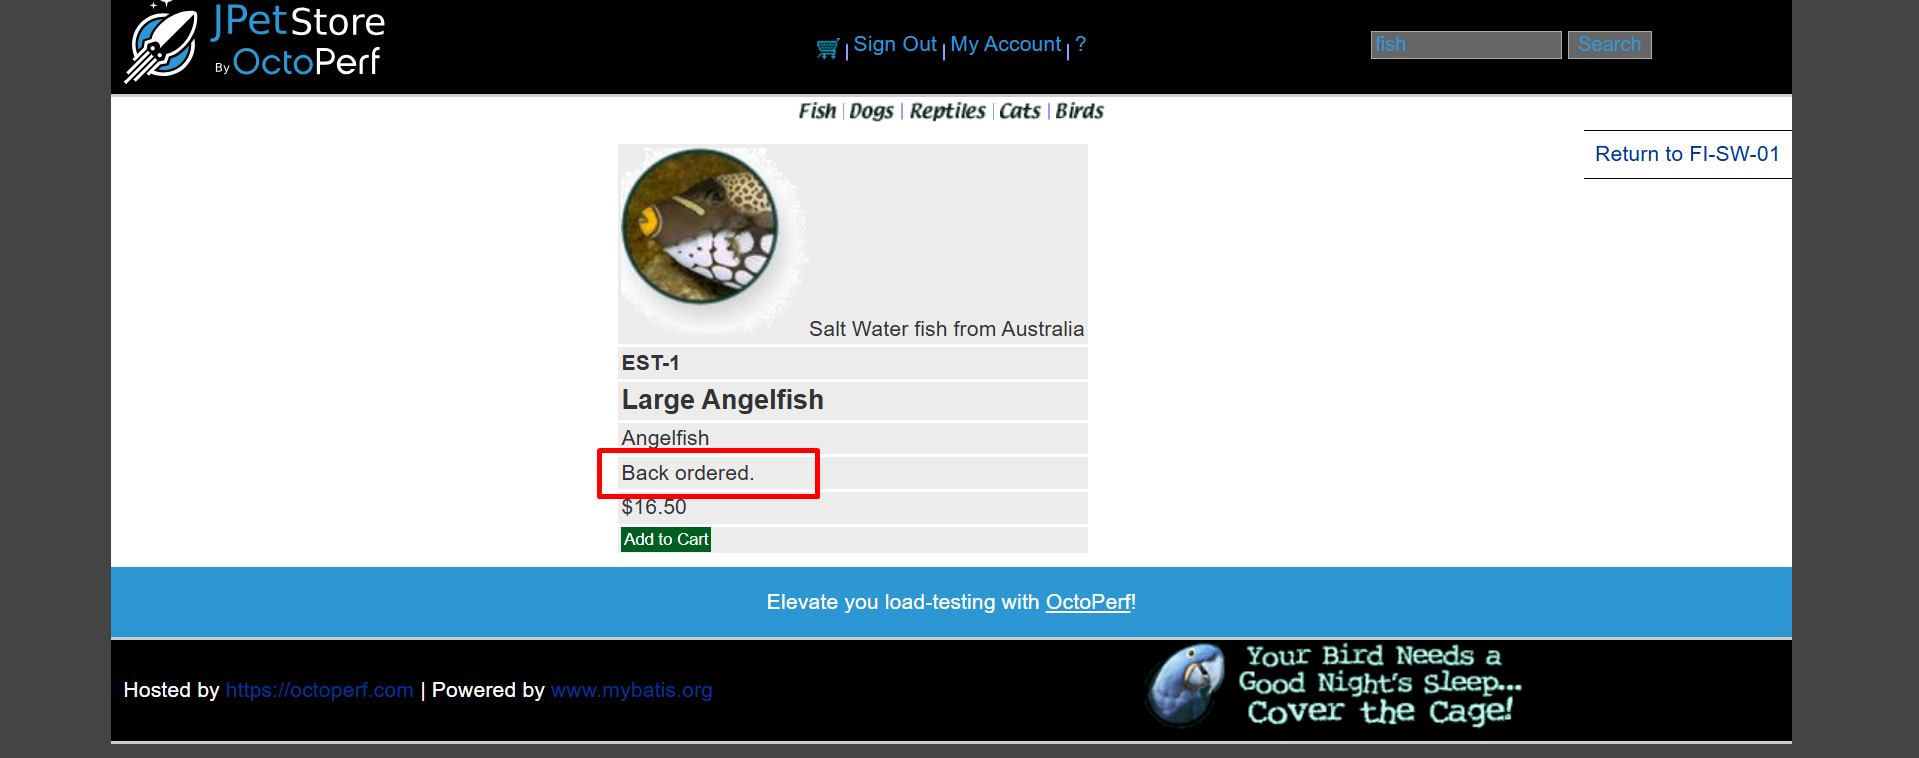 JPetStore
By OctoPerf
Sign Out | My Account | ?
fish
Search
Fish | Dogs | Reptiles | Cats | Birds
Return to FI-SW-01
Salt Water fish from Australia
EST-1
Large Angelfish
Angelfish
Back ordered.
$16.50
Add to Cart
Elevate you load-testing with OctoPerf!
Hosted by https://octoperf.com | Powered by www.mybatis.org
Your Bird Needs a
Good Night's Sleep...
Cover the Cage!